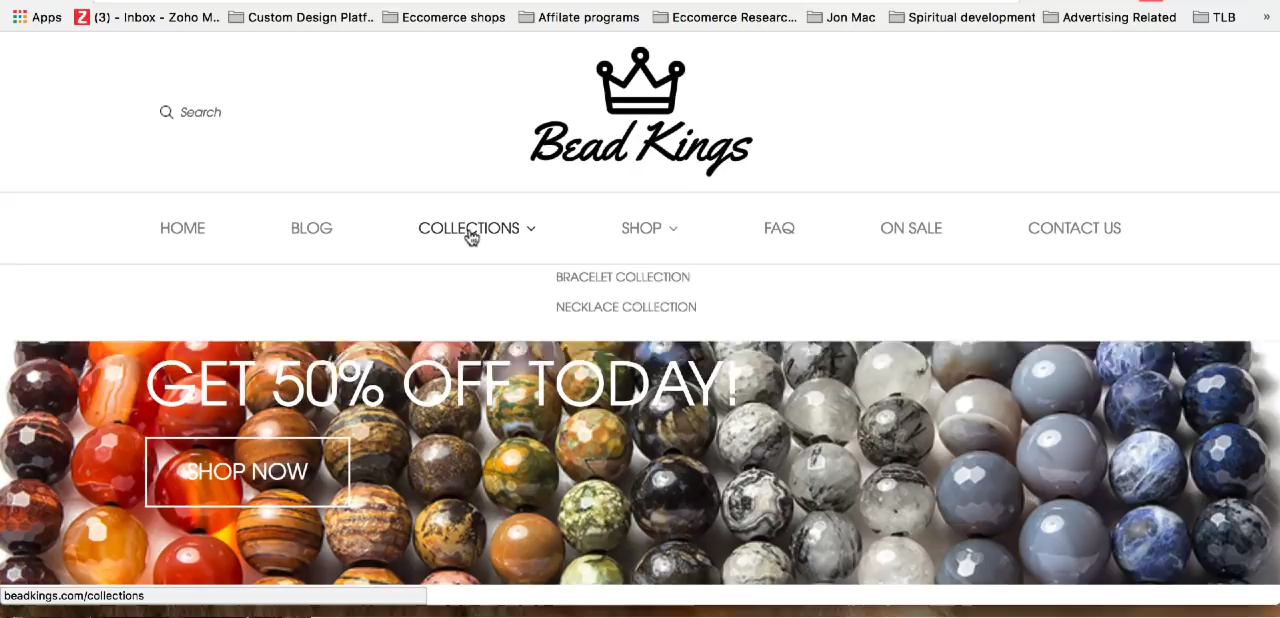 Apps (3) - Inbox - Zoho M.. Custom Design Platf.. Eccomerce shops Affilate programs Eccomerce Researc... Jon Mac Spiritual development Advertising Related TLB »
Search
Bead Kings
HOME BLOG COLLECTIONS SHOP FAQ ON SALE CONTACT US
BRACELET COLLECTION
NECKLACE COLLECTION
GET 50% OFF TODAY!
SHOP NOW
beadkings.com/collections